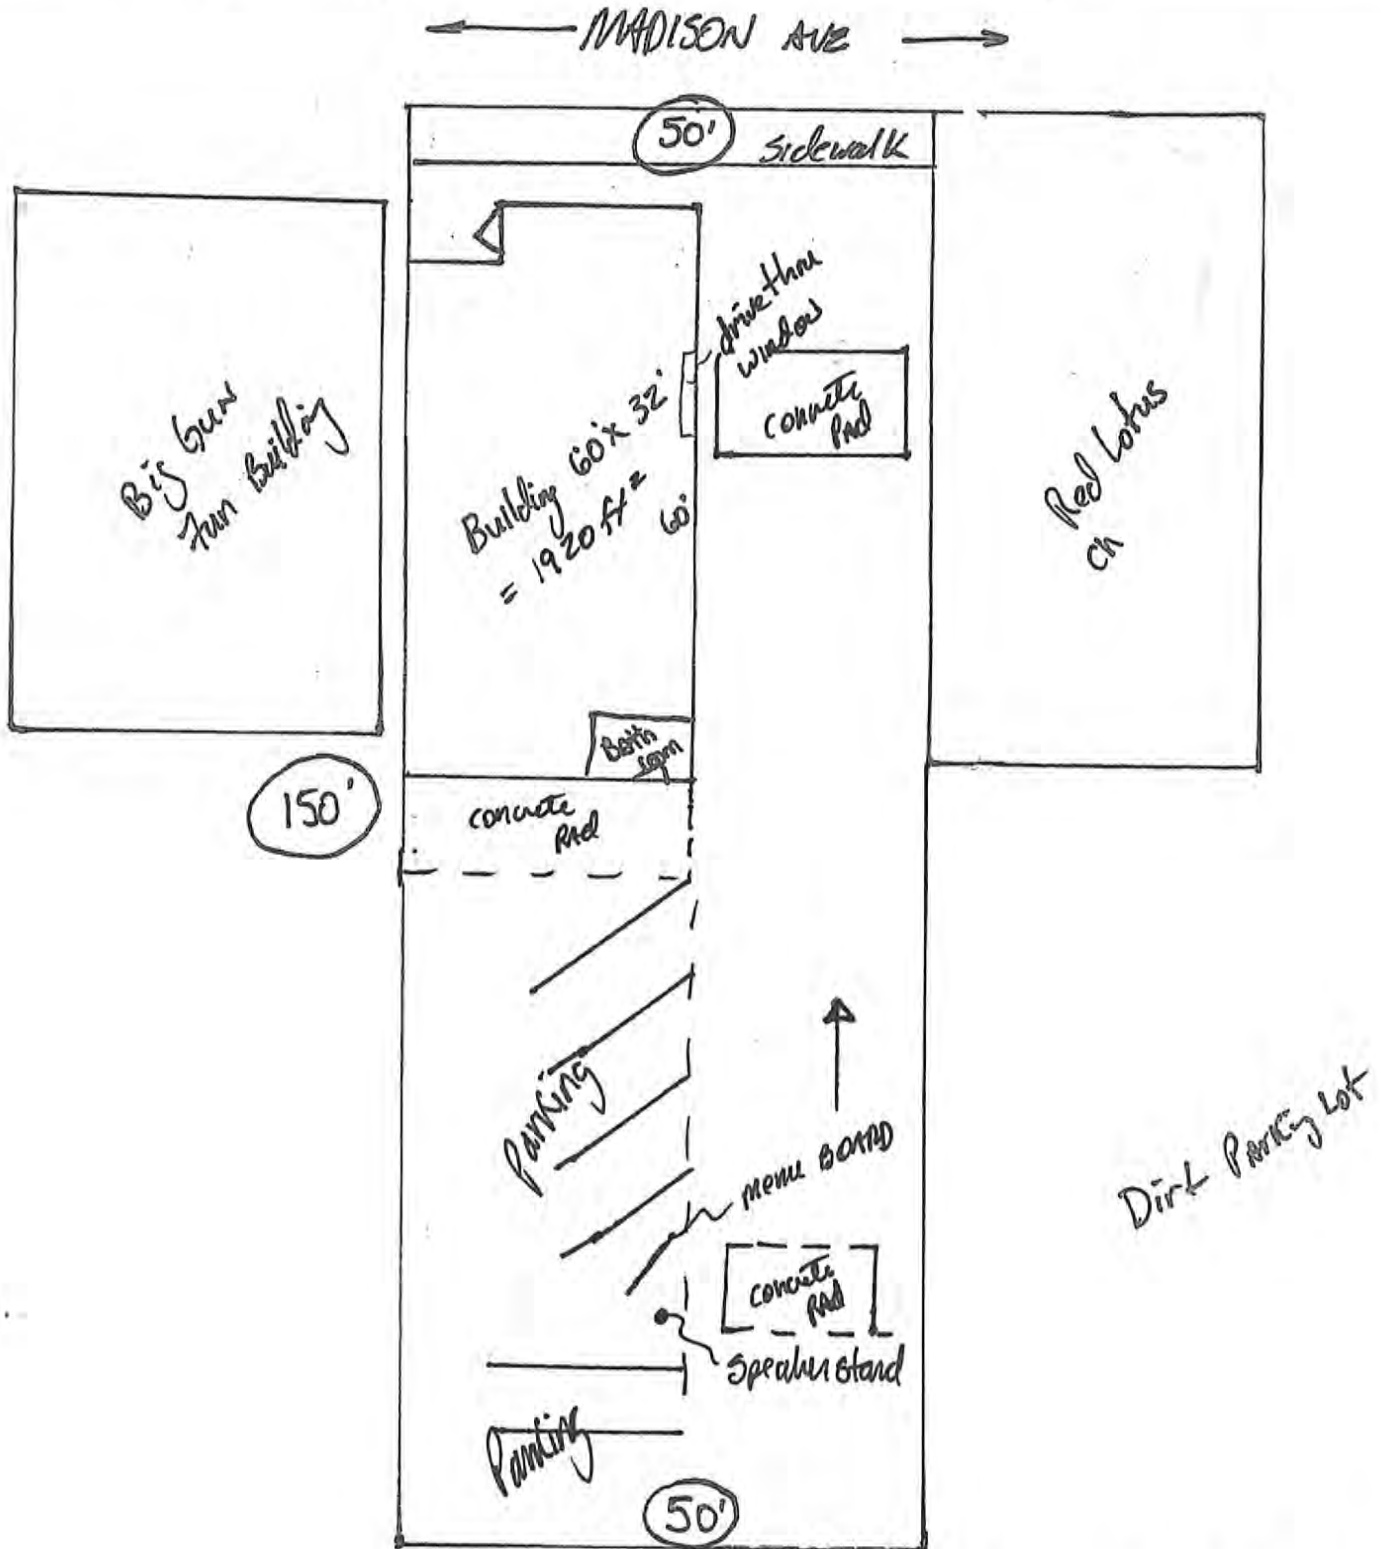 MADISON AVE
50'
Sidewalk
drive thru
window
concrete
PAd
Big Gun
Fun Building
Building 60' x 32'
= 1920 ft²
60'
Red Lotus
Ch
Bath
room
150'
concrete
PAd
Parking
menu BOARD
Dirt Parking Lot
concrete
PAd
Speaker stand
Parking
50'